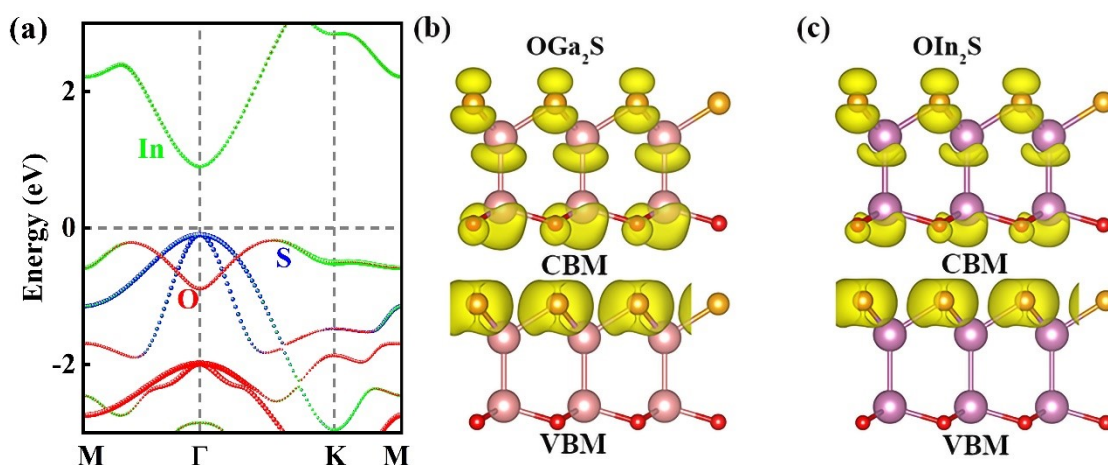 (a)
Energy (eV)
2
0
-2
In
S
O
M Γ K M
(b)
OGa₂S
CBM
VBM
(c)
OIn₂S
CBM
VBM